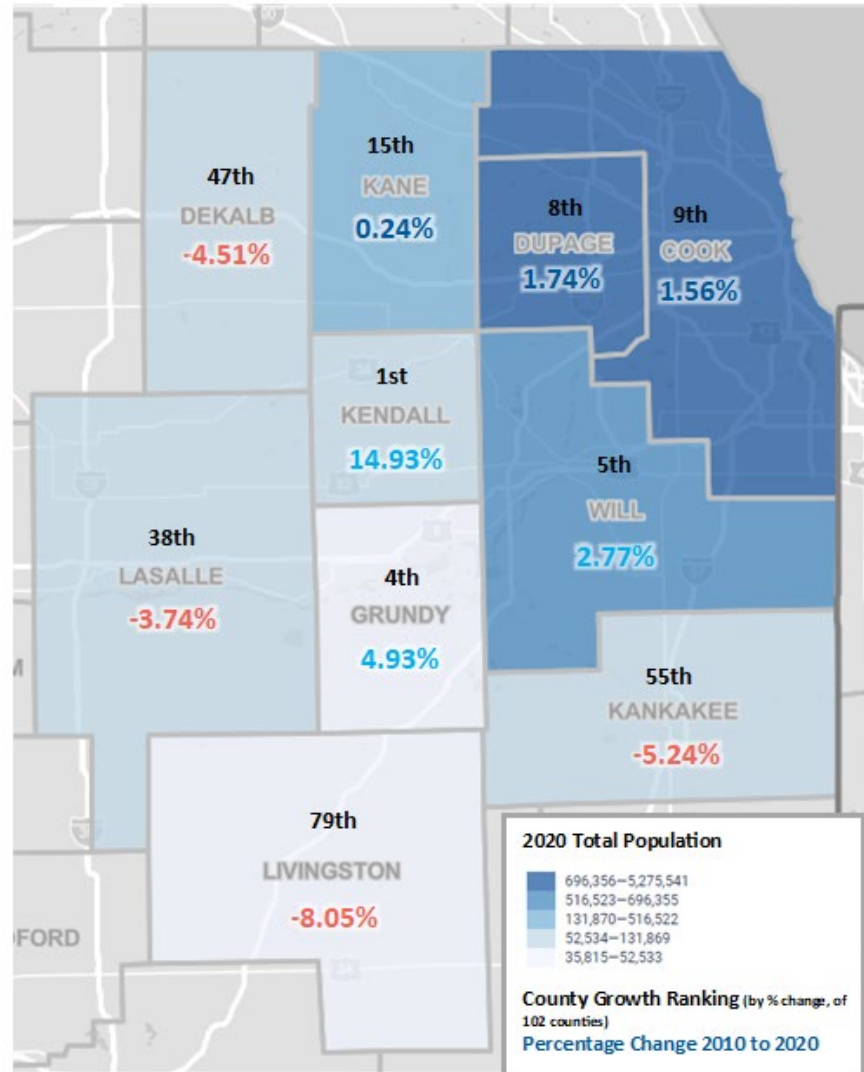 47th
DEKALB
-4.51%
15th
KANE
0.24%
8th
DUPAGE
1.74%
9th
COOK
1.56%
1st
KENDALL
14.93%
5th
WILL
2.77%
38th
LASALLE
-3.74%
4th
GRUNDY
4.93%
55th
KANKAKEE
-5.24%
79th
LIVINGSTON
-8.05%
M
DFORD
2020 Total Population
696,356–5,275,541
516,523–696,355
131,870–516,522
52,534–131,869
35,815–52,533
County Growth Ranking (by % change, of
102 counties)
Percentage Change 2010 to 2020